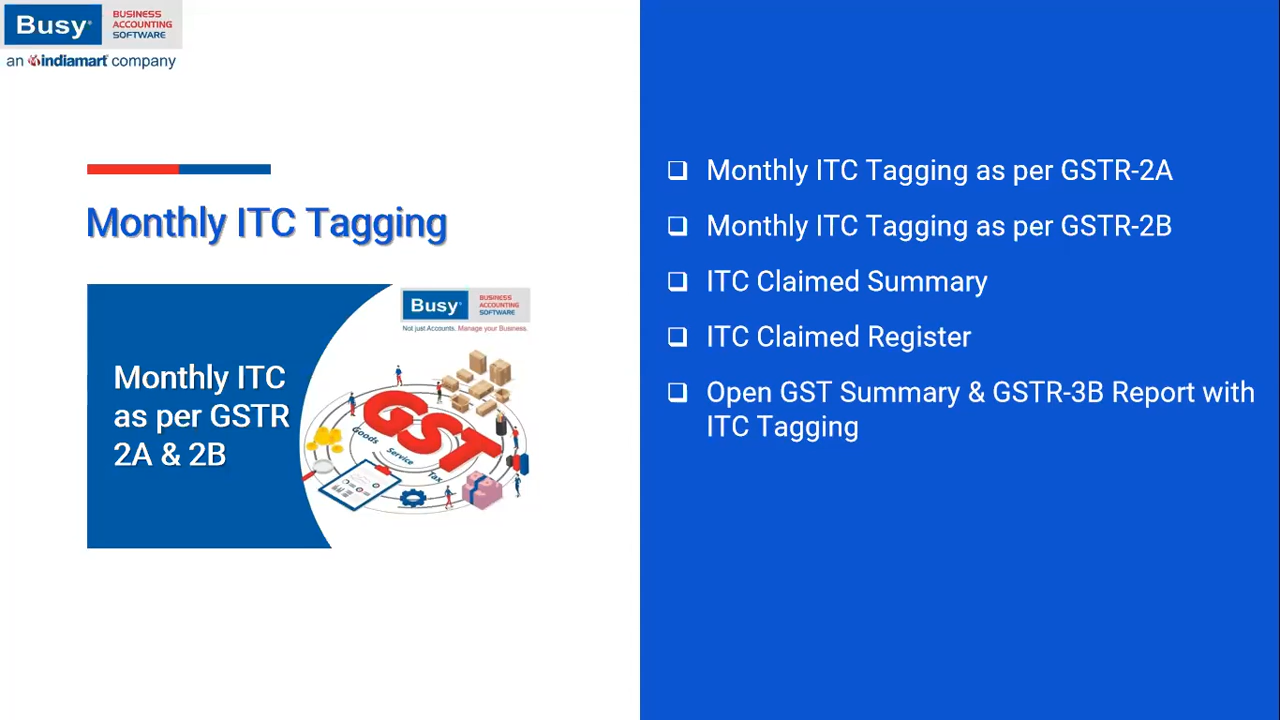 Busy
BUSINESS
ACCOUNTING
SOFTWARE
an indiamart company
Monthly ITC Tagging
Busy
BUSINESS
ACCOUNTING
SOFTWARE
Not just Accounts. Manage your Business.
Monthly ITC
as per GSTR
2A & 2B
GST
Goods
Service
Tax
Monthly ITC Tagging as per GSTR-2A
Monthly ITC Tagging as per GSTR-2B
ITC Claimed Summary
ITC Claimed Register
Open GST Summary & GSTR-3B Report with
ITC Tagging